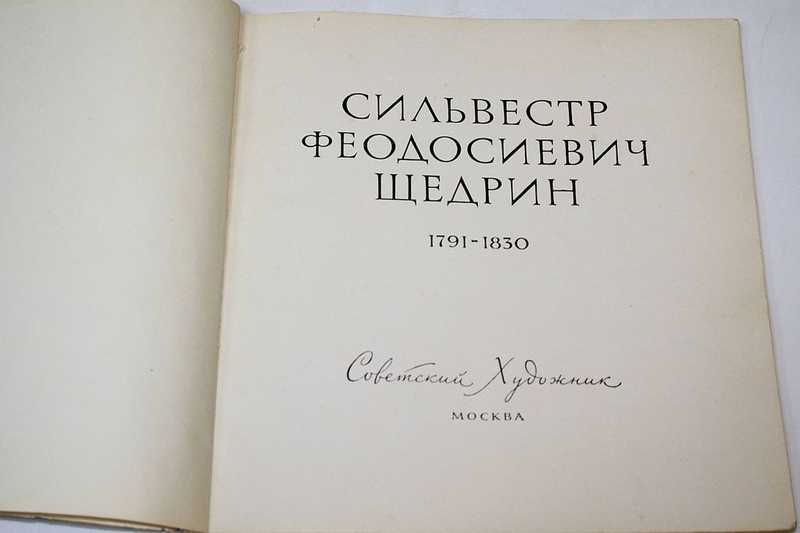 СИЛЬВЕСТР
ФЕОДОСИЕВИЧ
ЩЕДРИН
1791-1830
Советский Художник
МОСКВА